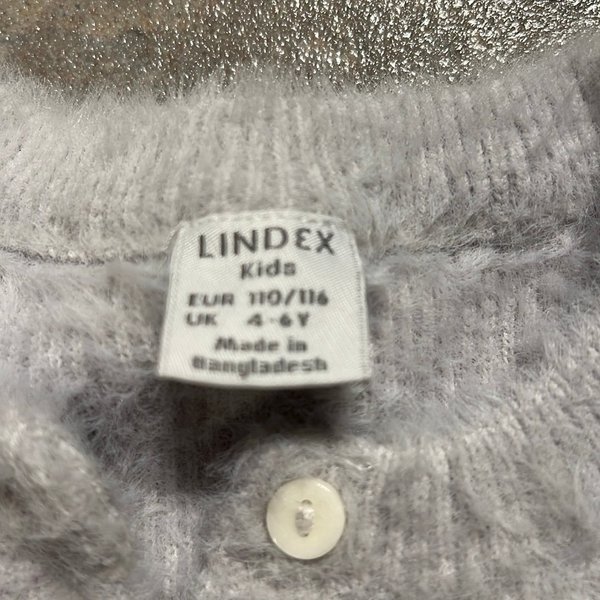 LINDEX
Kids
EUR 110/116
UK 4-6Y
Made in
Bangladesh